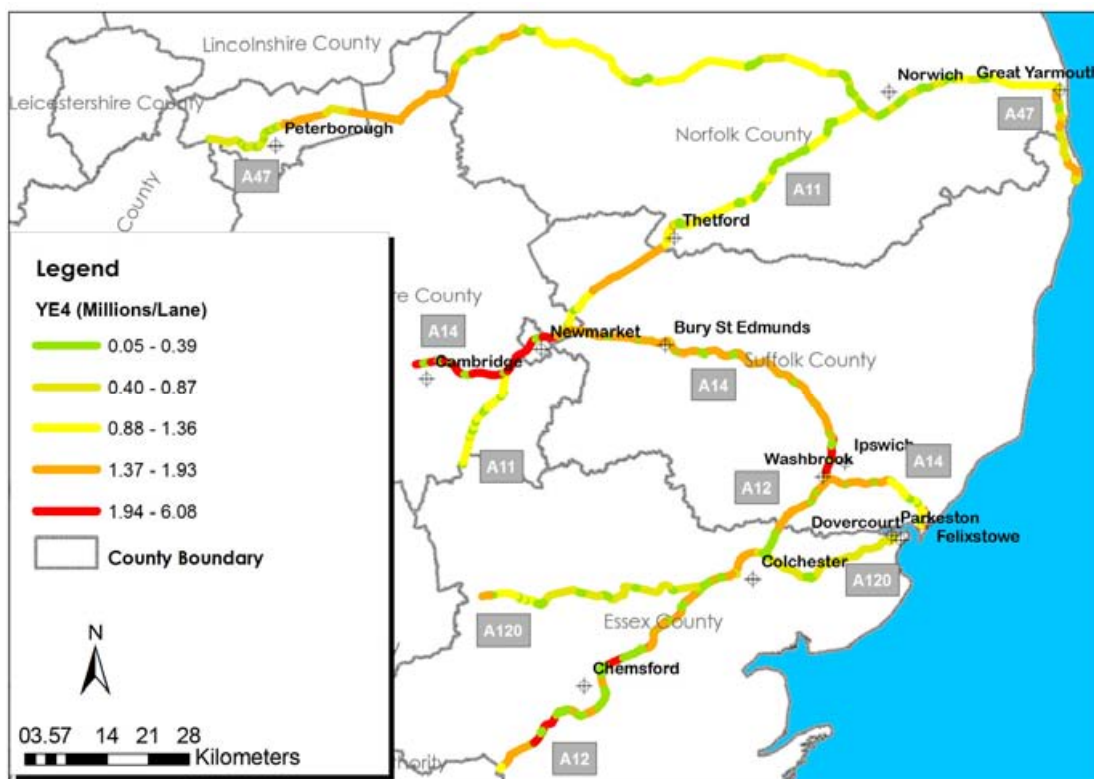 Lincolnshire County
Leicestershire County
Norwich
Great Yarmouth
Peterborough
Norfolk County
A47
A47
A11
County
Thetford
Legend
YE4 (Millions/Lane)
0.05 - 0.39
0.40 - 0.87
0.88 - 1.36
1.37 - 1.93
1.94 - 6.08
County Boundary
N
03.57 14 21 28
Kilometers
re County
A14
Newmarket
Bury St Edmunds
Cambridge
Suffolk County
A14
A11
Ipswich
Washbrook
A14
A12
Dovercourt
Parkeston
Felixstowe
Colchester
A120
A120
Essex County
Chemsford
A12
hority